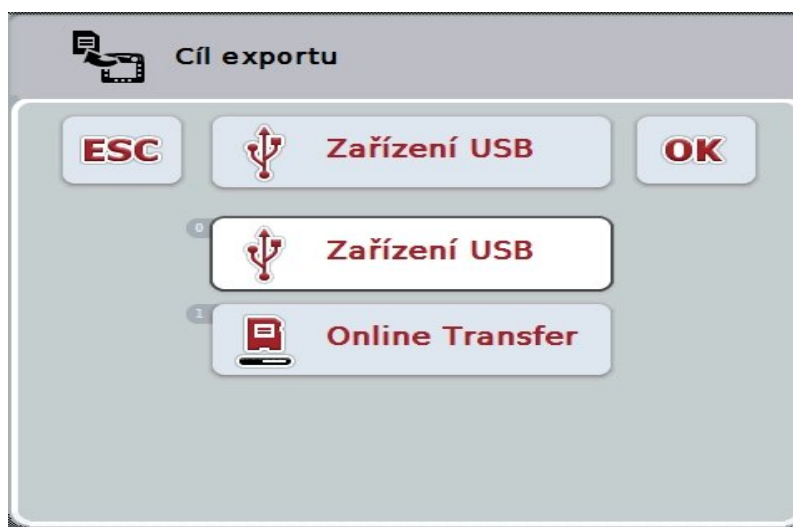 Cíl exportu
ESC
Zařízení USB
OK
0
Zařízení USB
1
Online Transfer